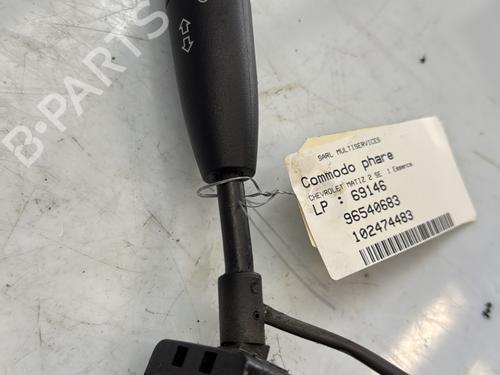 B-PARTS
SARL MULTISERVICES
Commodo phare
CHEVROLET MATIZ 2 SE 1 Essence
LP : 69146
96540683
102474483